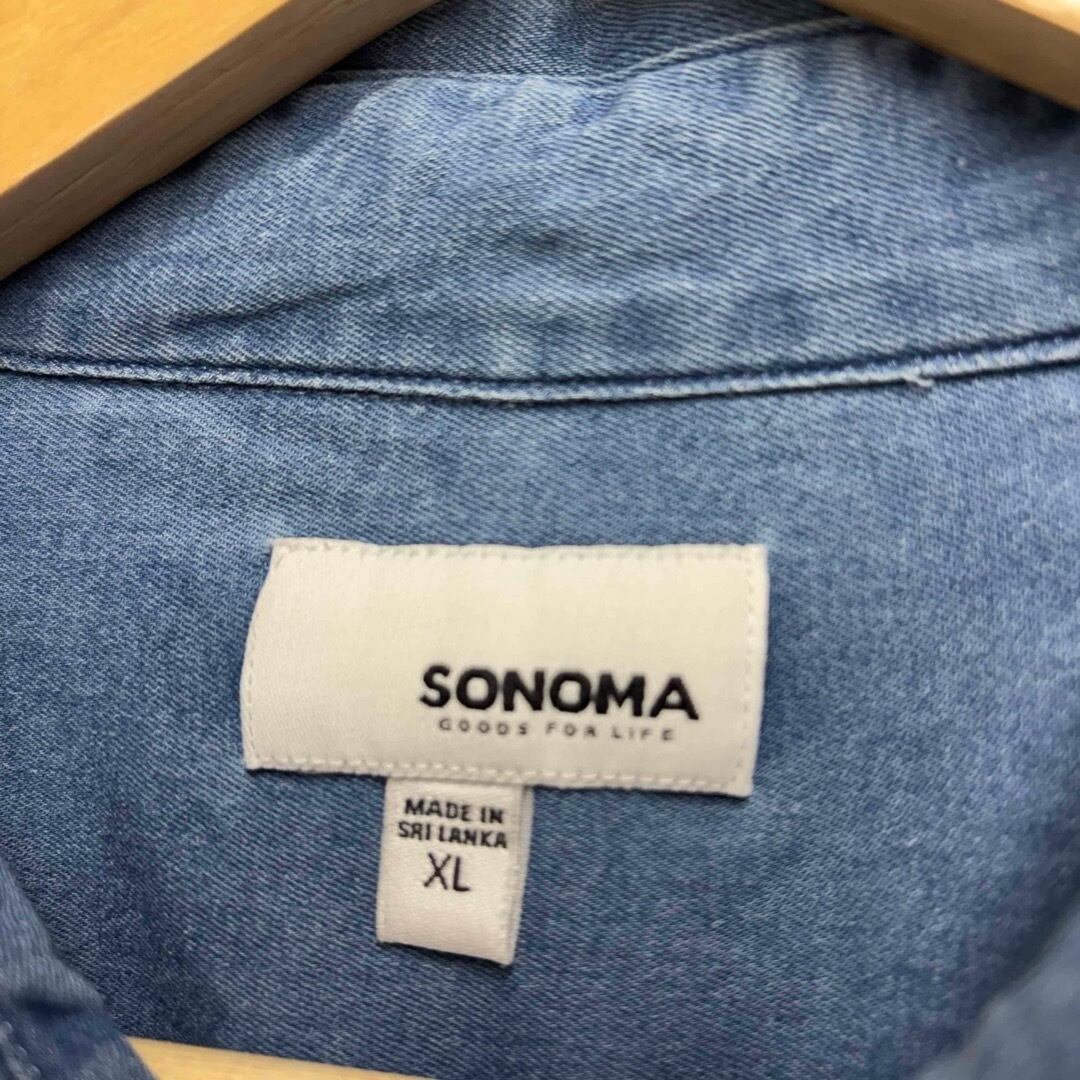 SONOMA
GOODS FOR LIFE
MADE IN
SRI LANKA
XL